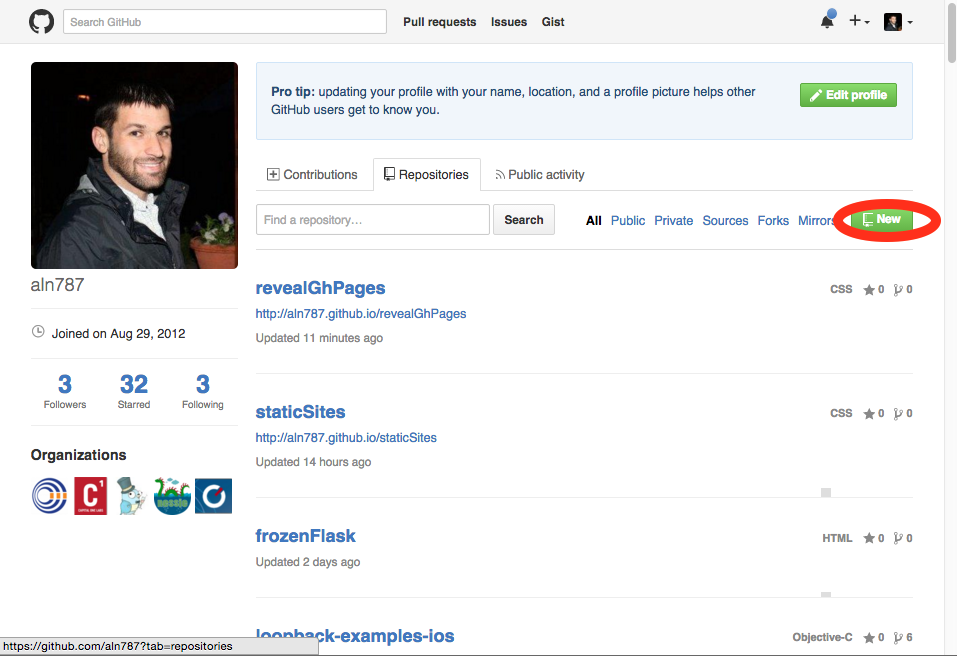 Search GitHub
Pull requests
Issues
Gist
Pro tip: updating your profile with your name, location, and a profile picture helps other
GitHub users get to know you.
Edit profile
Contributions
Repositories
Public activity
Find a repository...
Search
All
Public
Private
Sources
Forks
Mirrors
New
aln787
Joined on Aug 29, 2012
3
Followers
32
Starred
3
Following
Organizations
C1
CAPITAL ONE LABS
revealGhPages
CSS
0
0
http://aln787.github.io/revealGhPages
Updated 11 minutes ago
staticSites
CSS
0
0
http://aln787.github.io/staticSites
Updated 14 hours ago
frozenFlask
HTML
0
0
Updated 2 days ago
loopback-examples-ios
Objective-C
0
6
https://github.com/aln787?tab=repositories